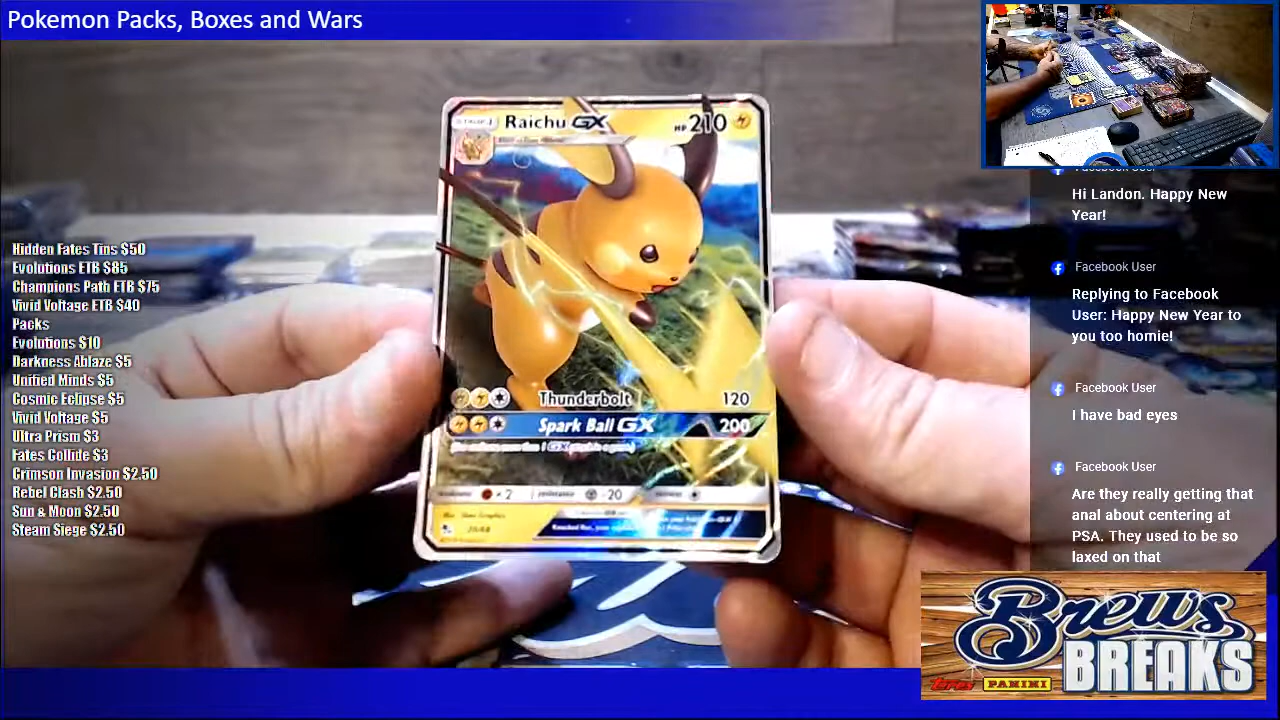 Pokemon Packs, Boxes and Wars
Raichu GX
HP 210
Thunderbolt 120
Spark Ball GX 200
× 2
-20
Hidden Fates Tins $50
Evolutions ETB $85
Champions Path ETB $75
Vivid Voltage ETB $40
Packs
Evolutions $10
Darkness Ablaze $5
Unified Minds $5
Cosmic Eclipse $5
Vivid Voltage $5
Ultra Prism $3
Fates Collide $3
Crimson Invasion $2.50
Rebel Clash $2.50
Sun & Moon $2.50
Steam Siege $2.50
Facebook User
Hi Landon. Happy New
Year!
Facebook User
Replying to Facebook
User: Happy New Year to
you too homie!
Facebook User
I have bad eyes
Facebook User
Are they really getting that
anal about centering at
PSA. They used to be so
laxed on that
Brews
BREAKS
Topps PANINI